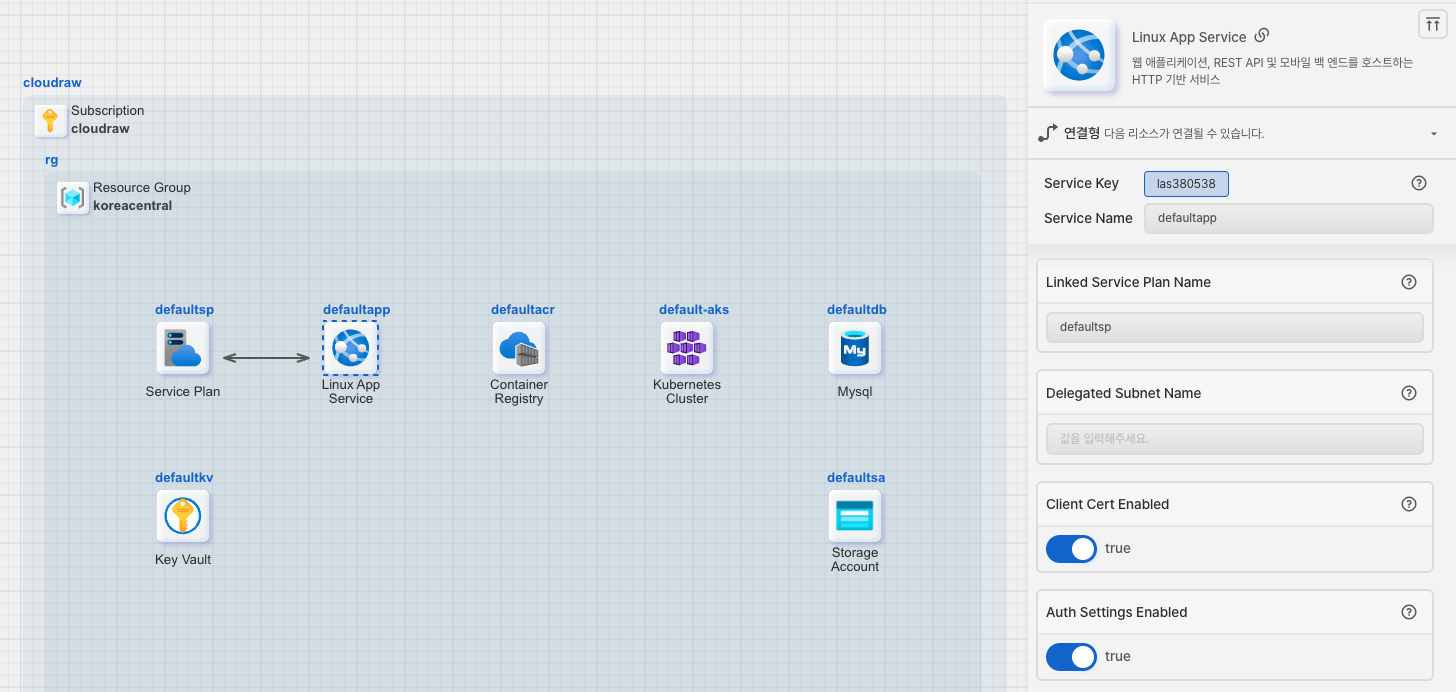 cloudraw
Subscription
cloudraw
rg
Resource Group
koreacentral
defaultsp
Service Plan
defaultapp
Linux App
Service
defaultacr
Container
Registry
default-aks
Kubernetes
Cluster
defaultdb
My
Mysql
defaultkv
Key Vault
defaultsa
Storage
Account
Linux App Service
웹 애플리케이션, REST API 및 모바일 백 엔드를 호스트하는
HTTP 기반 서비스
연결형 다음 리소스가 연결될 수 있습니다.
Service Key las380538
Service Name defaultapp
Linked Service Plan Name
defaultsp
Delegated Subnet Name
값을 입력해주세요.
Client Cert Enabled
true
Auth Settings Enabled
true